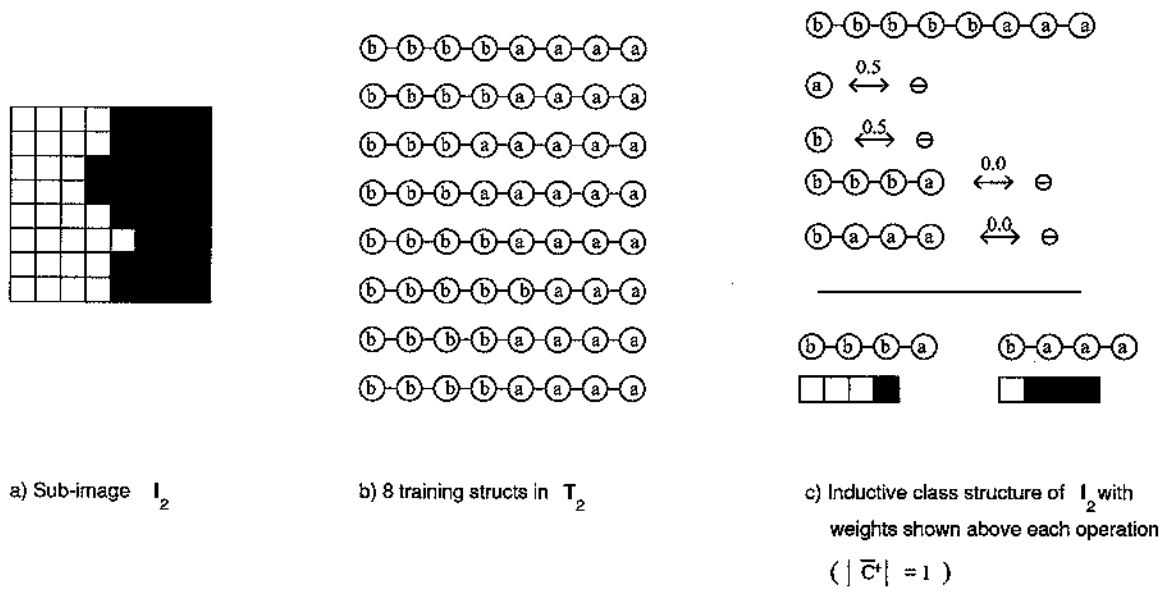 b-b-b-b-a-a-a-a
b-b-b-b-a-a-a-a
b-b-b-a-a-a-a-a
b-b-b-a-a-a-a-a
b-b-b-b-a-a-a-a
b-b-b-b-b-a-a-a
b-b-b-b-a-a-a-a
b-b-b-b-a-a-a-a
b-b-b-b-b-a-a-a
0.5
a ↔ θ
0.5
b ↔ θ
0.0
b-b-b-a ↔ θ
0.0
b-a-a-a ↔ θ
b-b-b-a
b-a-a-a
a) Sub-image I2
b) 8 training structs in T2
c) Inductive class structure of I2 with
weights shown above each operation
( | C̅⁺| = 1 )